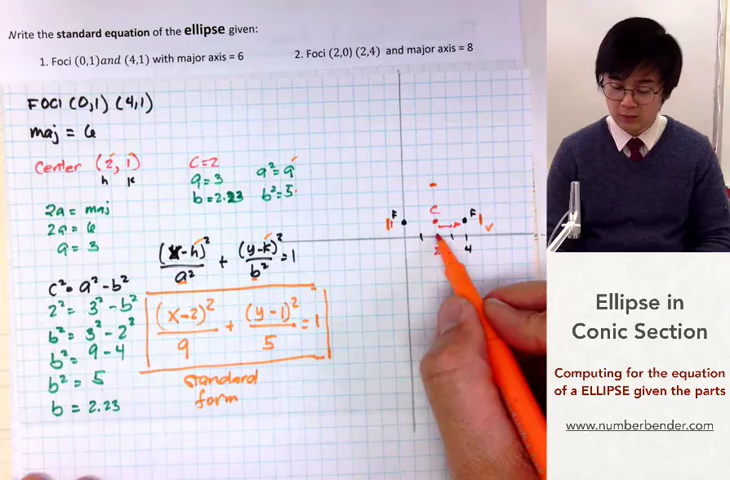 Write the standard equation of the ellipse given:
1. Foci (0,1) and (4,1) with major axis = 6
2. Foci (2,0) (2,4) and major axis = 8
FOCI (0,1) (4,1)
maj = 6
Center (2, 1)
h k
2a = maj
2a = 6
a = 3
c² = a² - b²
2² = 3² - b²
b² = 3² - 2²
b² = 9 - 4
b² = 5
b = 2.23
c = 2
a = 3
b = 2.23
a² = 9
b² = 5
(x-h)²/a² + (y-k)²/b² = 1
(x-2)²/9 + (y-1)²/5 = 1
standard
form
C
F
F
2
4
Ellipse in
Conic Section
Computing for the equation
of a ELLIPSE given the parts
www.numberbender.com